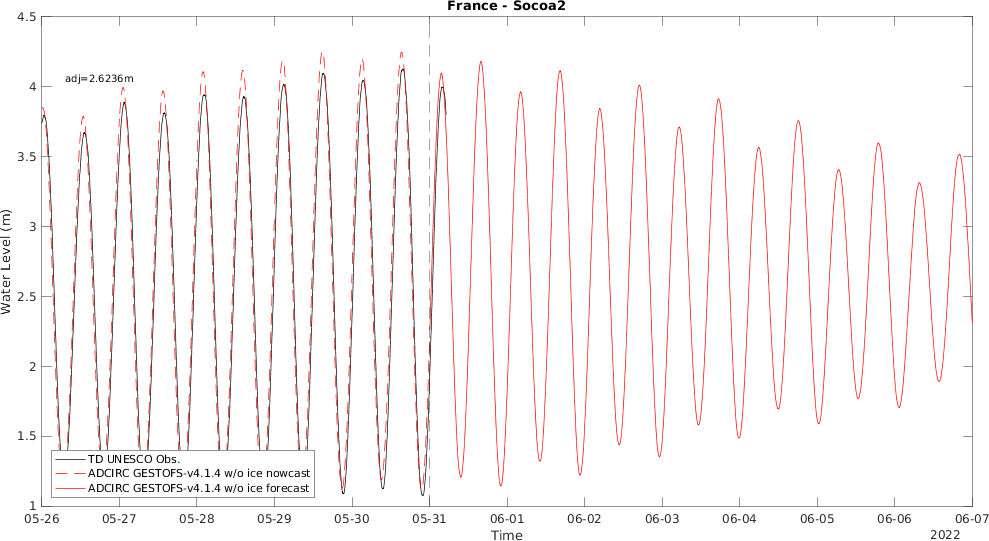 France - Socoa2
adj=2.6236m
Water Level (m)
4.5
4
3.5
3
2.5
2
1.5
1
TD UNESCO Obs.
ADCIRC GESTOFS-v4.1.4 w/o ice nowcast
ADCIRC GESTOFS-v4.1.4 w/o ice forecast
05-26 05-27 05-28 05-29 05-30 05-31 06-01 06-02 06-03 06-04 06-05 06-06 06-07
Time
2022